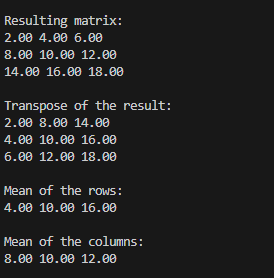 Resulting matrix:
2.00 4.00 6.00
8.00 10.00 12.00
14.00 16.00 18.00

Transpose of the result:
2.00 8.00 14.00
4.00 10.00 16.00
6.00 12.00 18.00

Mean of the rows:
4.00 10.00 16.00

Mean of the columns:
8.00 10.00 12.00